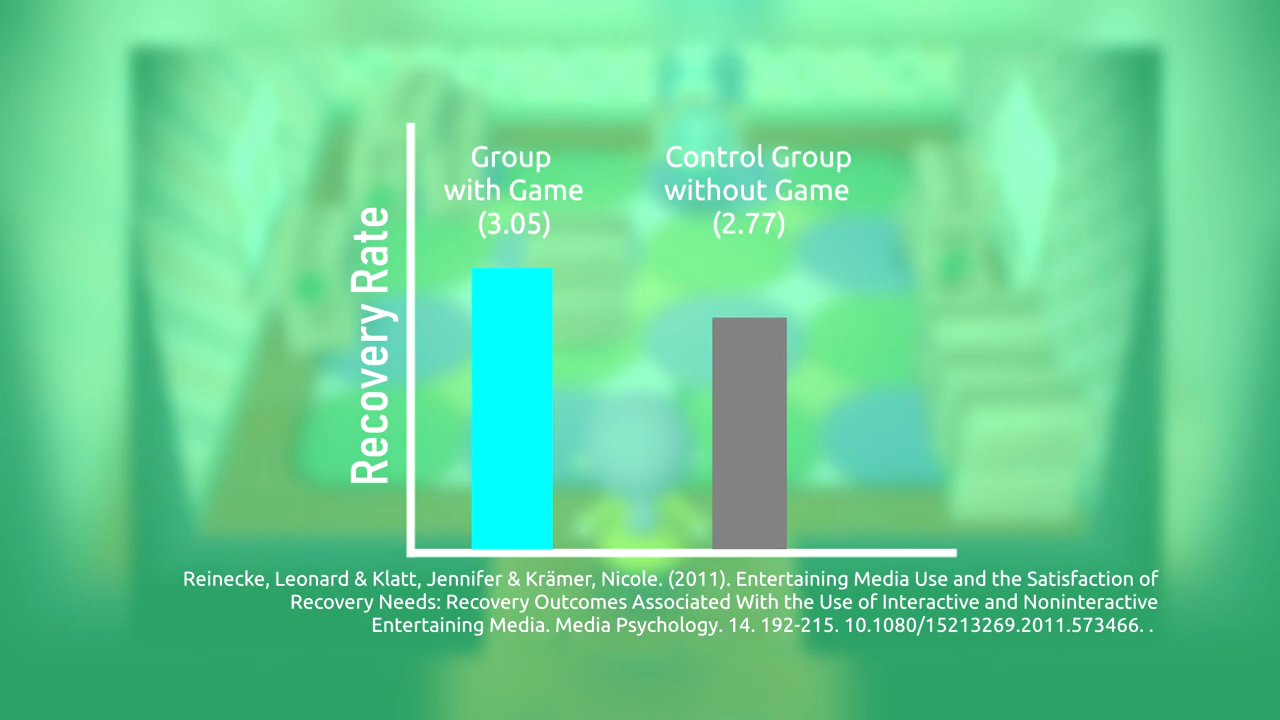 Group
with Game
(3.05)
Control Group
without Game
(2.77)
Recovery Rate
Reinecke, Leonard & Klatt, Jennifer & Krämer, Nicole. (2011). Entertaining Media Use and the Satisfaction of
Recovery Needs: Recovery Outcomes Associated With the Use of Interactive and Noninteractive
Entertaining Media. Media Psychology. 14. 192-215. 10.1080/15213269.2011.573466. .